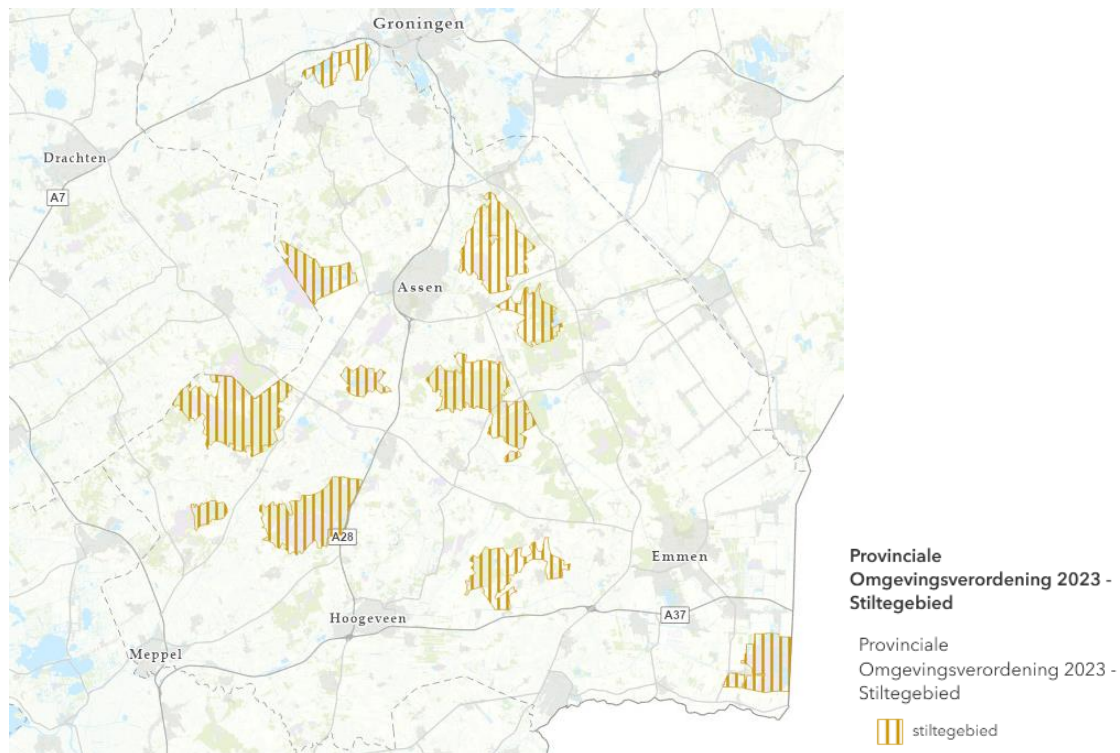 Groningen
Drachten
A7
Assen
A28
Emmen
Hoogeveen
A37
Meppel
Provinciale
Omgevingsverordening 2023 -
Stiltegebied
Provinciale
Omgevingsverordening 2023 -
Stiltegebied
stiltegebied